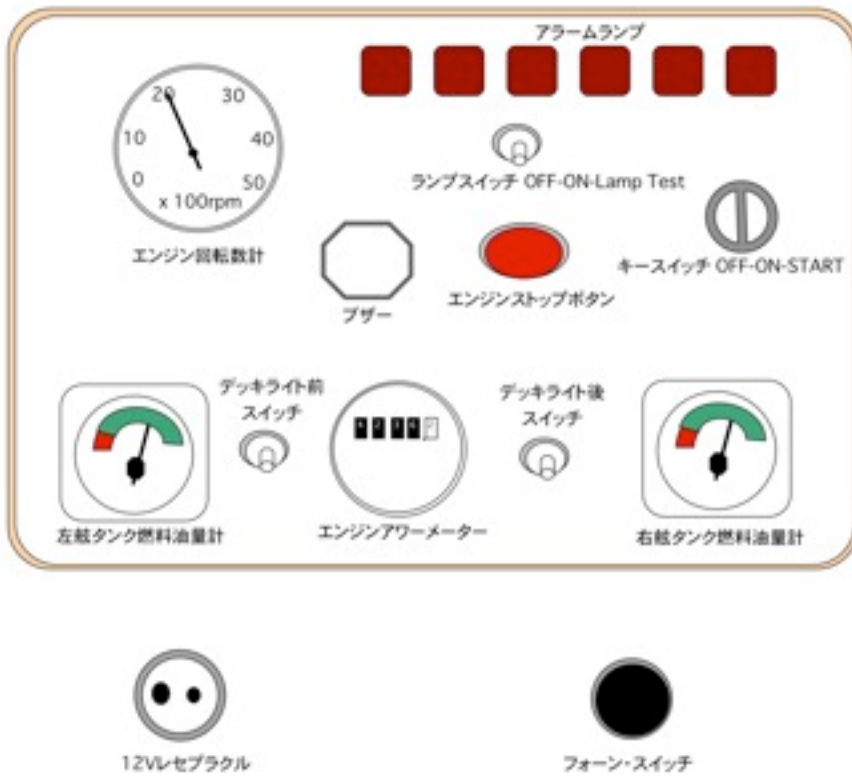 アラームランプ
20
30
10
40
0
50
x 100rpm
ランプスイッチ OFF-ON-Lamp Test
エンジン回転数計
キースイッチ OFF-ON-START
エンジンストップボタン
ブザー
デッキライト前
スイッチ
デッキライト後
スイッチ
左舷タンク燃料油量計
エンジンアワーメーター
右舷タンク燃料油量計
12Vレセプラクル
フォーン・スイッチ